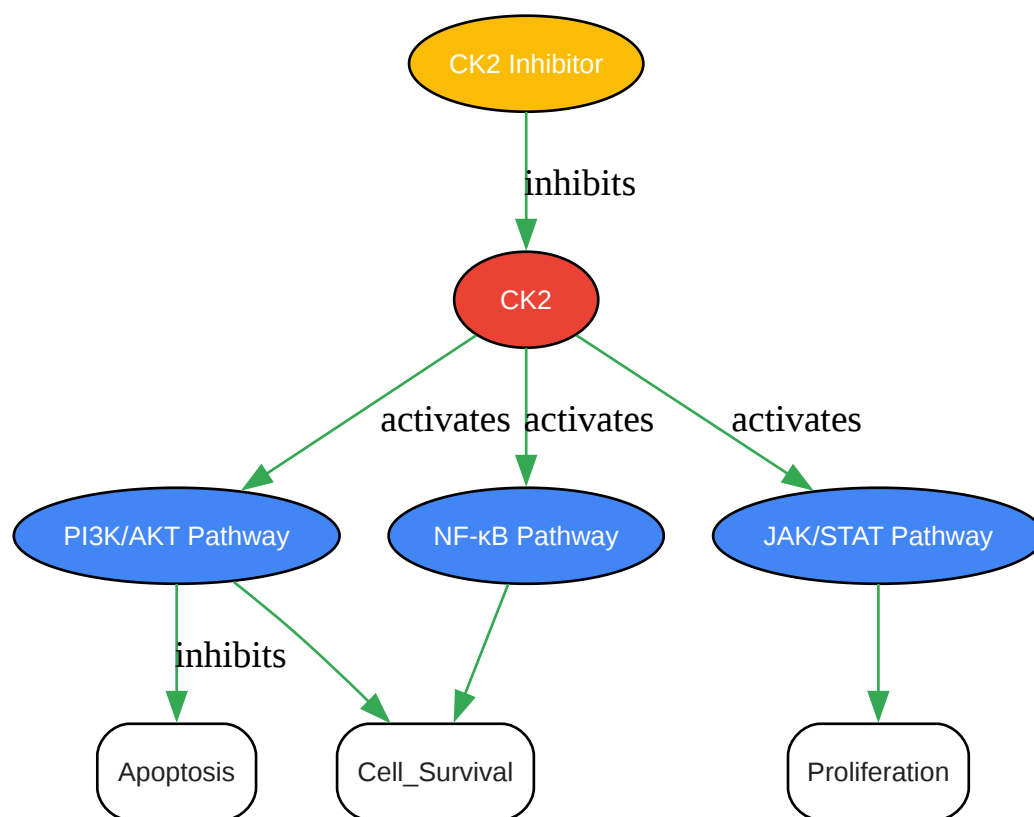 CK2 Inhibitor
inhibits
CK2
activates
activates
activates
PI3K/AKT Pathway
NF-κB Pathway
JAK/STAT Pathway
inhibits
Apoptosis
Cell_Survival
Proliferation